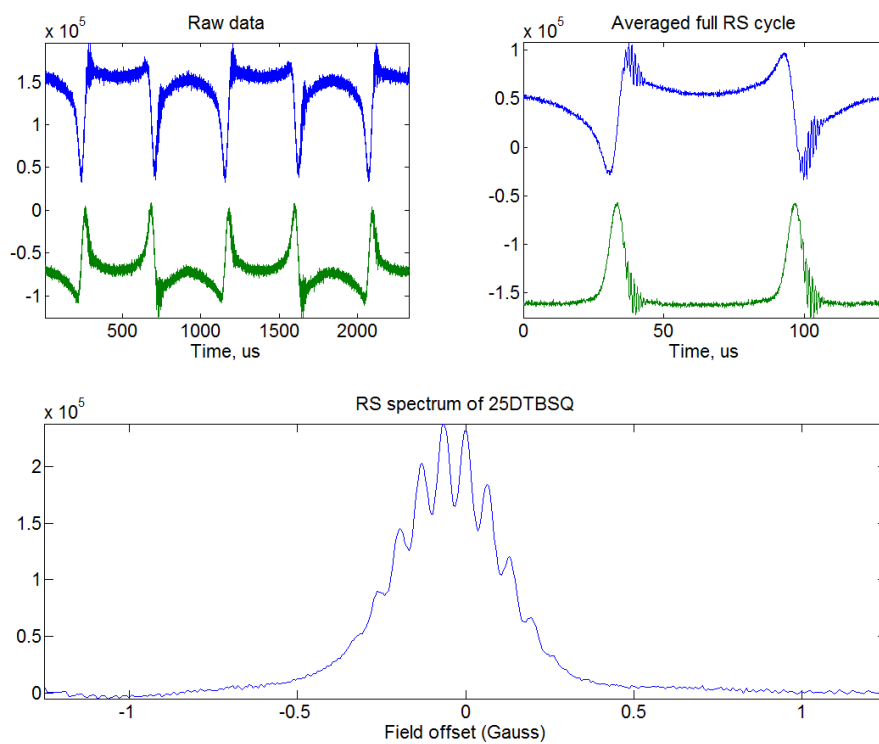 Raw data
x 10^5
1.5
1
0.5
0
-0.5
-1
500 1000 1500 2000
Time, us
Averaged full RS cycle
x 10^5
1
0.5
0
-0.5
-1
-1.5
0 50 100
Time, us
RS spectrum of 25DTBSQ
x 10^5
2
1.5
1
0.5
0
-1 -0.5 0 0.5 1
Field offset (Gauss)